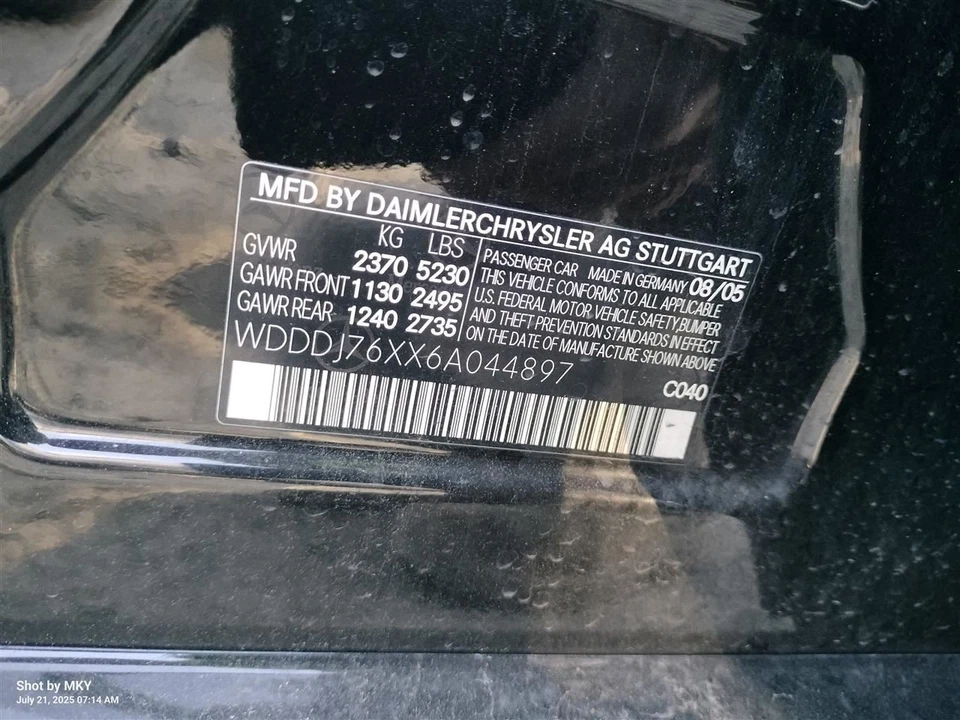 MFD BY DAIMLERCHRYSLER AG STUTTGART
KG LBS
GVWR 2370 5230
GAWR FRONT 1130 2495
GAWR REAR 1240 2735
PASSENGER CAR MADE IN GERMANY 08/05
THIS VEHICLE CONFORMS TO ALL APPLICABLE
U.S. FEDERAL MOTOR VEHICLE SAFETY, BUMPER
AND THEFT PREVENTION STANDARDS IN EFFECT
ON THE DATE OF MANUFACTURE SHOWN ABOVE
WDDDJ76XX6A044897
C040
Shot by MKY
July 21, 2025 07:14 AM